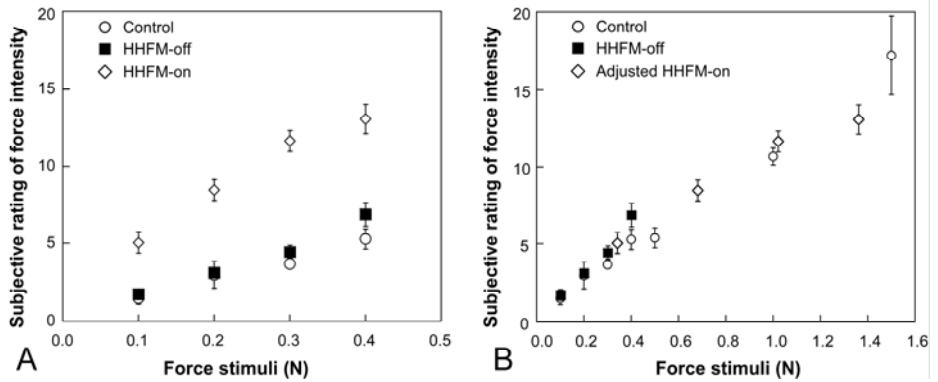 Subjective rating of force intensity
20
15
10
5
0
Control
HHFM-off
HHFM-on
0.0 0.1 0.2 0.3 0.4 0.5
Force stimuli (N)
A
Subjective rating of force intensity
20
15
10
5
0
Control
HHFM-off
Adjusted HHFM-on
0.0 0.2 0.4 0.6 0.8 1.0 1.2 1.4 1.6
Force stimuli (N)
B